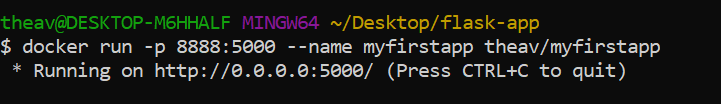 theav@DESKTOP-M6HHALF MINGW64 ~/Desktop/flask-app
$ docker run -p 8888:5000 --name myfirstapp theav/myfirstapp
* Running on http://0.0.0.0:5000/ (Press CTRL+C to quit)